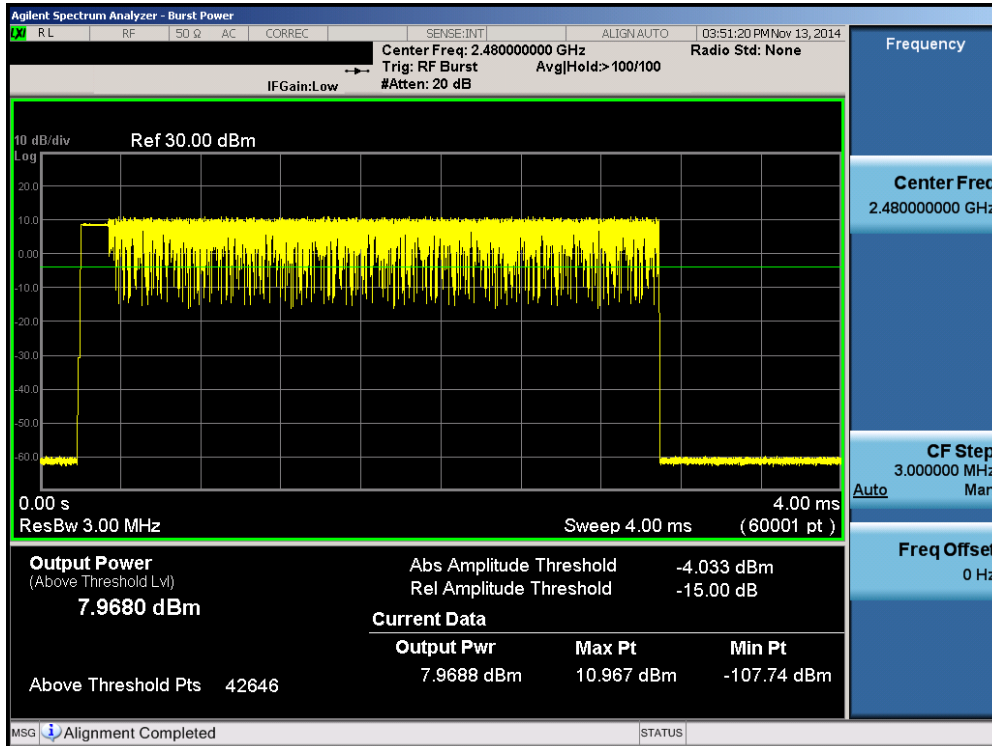 Agilent Spectrum Analyzer - Burst Power
LXI RL RF 50 Ω AC CORREC SENSE:INT ALIGN AUTO 03:51:20 PM Nov 13, 2014
Center Freq: 2.480000000 GHz Radio Std: None
Trig: RF Burst Avg|Hold:> 100/100
IFGain:Low #Atten: 20 dB
10 dB/div Ref 30.00 dBm
Log
20.0
10.0
0.00
-10.0
-20.0
-30.0
-40.0
-50.0
-60.0
0.00 s 4.00 ms
ResBw 3.00 MHz Sweep 4.00 ms (60001 pt )
Output Power
(Above Threshold Lvl)
7.9680 dBm
Abs Amplitude Threshold -4.033 dBm
Rel Amplitude Threshold -15.00 dB
Current Data
Output Pwr Max Pt Min Pt
7.9688 dBm 10.967 dBm -107.74 dBm
Above Threshold Pts 42646
MSG Alignment Completed STATUS
Frequency
Center Freq
2.480000000 GHz
CF Step
3.000000 MHz
Auto Man
Freq Offset
0 Hz